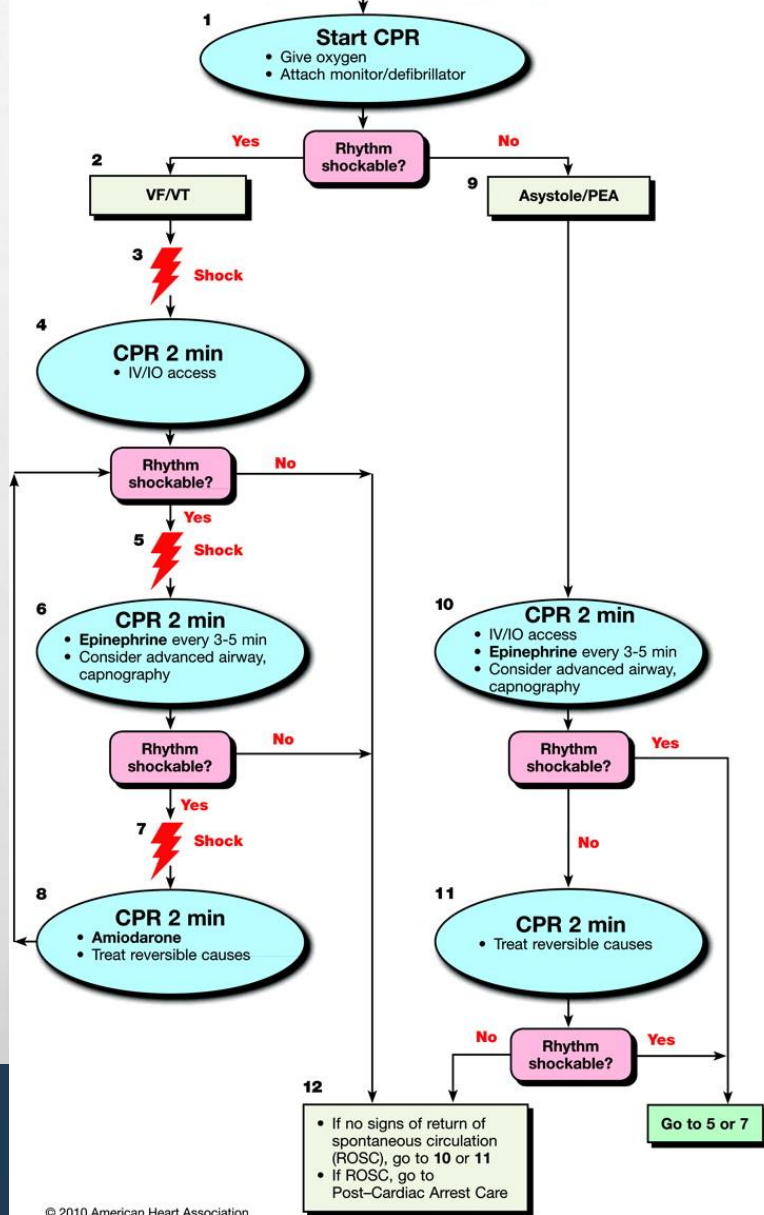 1
Start CPR
• Give oxygen
• Attach monitor/defibrillator
Yes
Rhythm
shockable?
No
2
VF/VT
9
Asystole/PEA
3
Shock
4
CPR 2 min
• IV/IO access
Rhythm
shockable?
No
Yes
5
Shock
6
CPR 2 min
• Epinephrine every 3-5 min
• Consider advanced airway,
capnography
10
CPR 2 min
• IV/IO access
• Epinephrine every 3-5 min
• Consider advanced airway,
capnography
Rhythm
shockable?
No
Rhythm
shockable?
Yes
Yes
7
Shock
No
8
CPR 2 min
• Amiodarone
• Treat reversible causes
11
CPR 2 min
• Treat reversible causes
No
Rhythm
shockable?
Yes
12
• If no signs of return of
spontaneous circulation
(ROSC), go to 10 or 11
• If ROSC, go to
Post–Cardiac Arrest Care
Go to 5 or 7
© 2010 American Heart Association